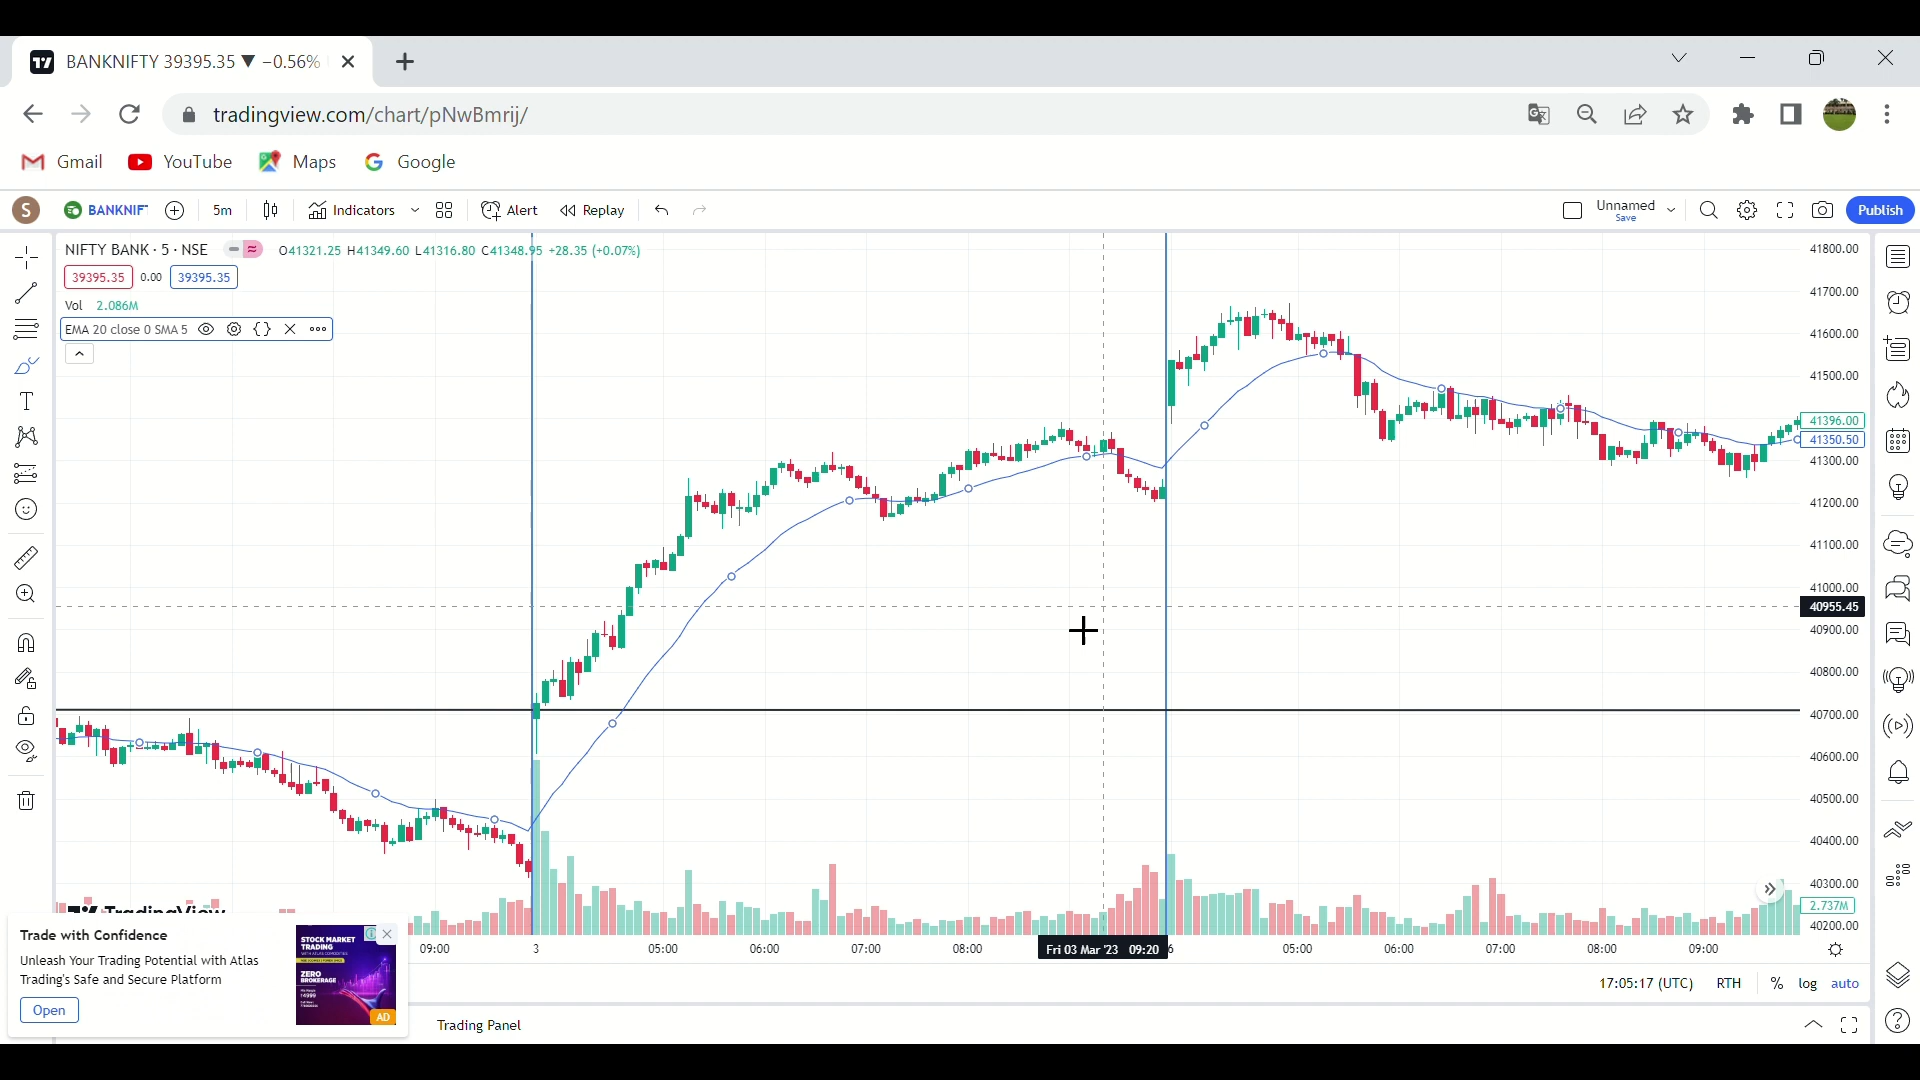 BANKNIFTY 39395.35 ▼ −0.56%
tradingview.com/chart/pNwBmrij/
Gmail YouTube Maps Google
S BANKNIF 5m Indicators Alert Replay Unnamed Save Publish
NIFTY BANK · 5 · NSE O41321.25 H41349.60 L41316.80 C41348.95 +28.35 (+0.07%)
39395.35 0.00 39395.35
Vol 2.086M
EMA 20 close 0 SMA 5
41800.00
41700.00
41600.00
41500.00
41396.00
41350.50
41300.00
41200.00
41100.00
41000.00
40955.45
40900.00
40800.00
40700.00
40600.00
40500.00
40400.00
40300.00
2.737M
40200.00
TradingView
09:00 3 05:00 06:00 07:00 08:00 Fri 03 Mar '23 09:20 6 05:00 06:00 07:00 08:00 09:00
17:05:17 (UTC) RTH % log auto
Trade with Confidence
Unleash Your Trading Potential with Atlas
Trading's Safe and Secure Platform
Open
STOCK MARKET
TRADING
ZERO
BROKERAGE
₹4999
AD
Trading Panel